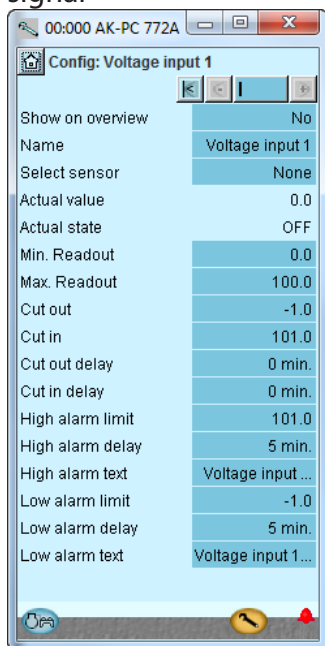 signal
00:000 AK-PC 772A
Config: Voltage input 1
Show on overview No
Name Voltage input 1
Select sensor None
Actual value 0.0
Actual state OFF
Min. Readout 0.0
Max. Readout 100.0
Cut out -1.0
Cut in 101.0
Cut out delay 0 min.
Cut in delay 0 min.
High alarm limit 101.0
High alarm delay 5 min.
High alarm text Voltage input ...
Low alarm limit -1.0
Low alarm delay 5 min.
Low alarm text Voltage input 1...